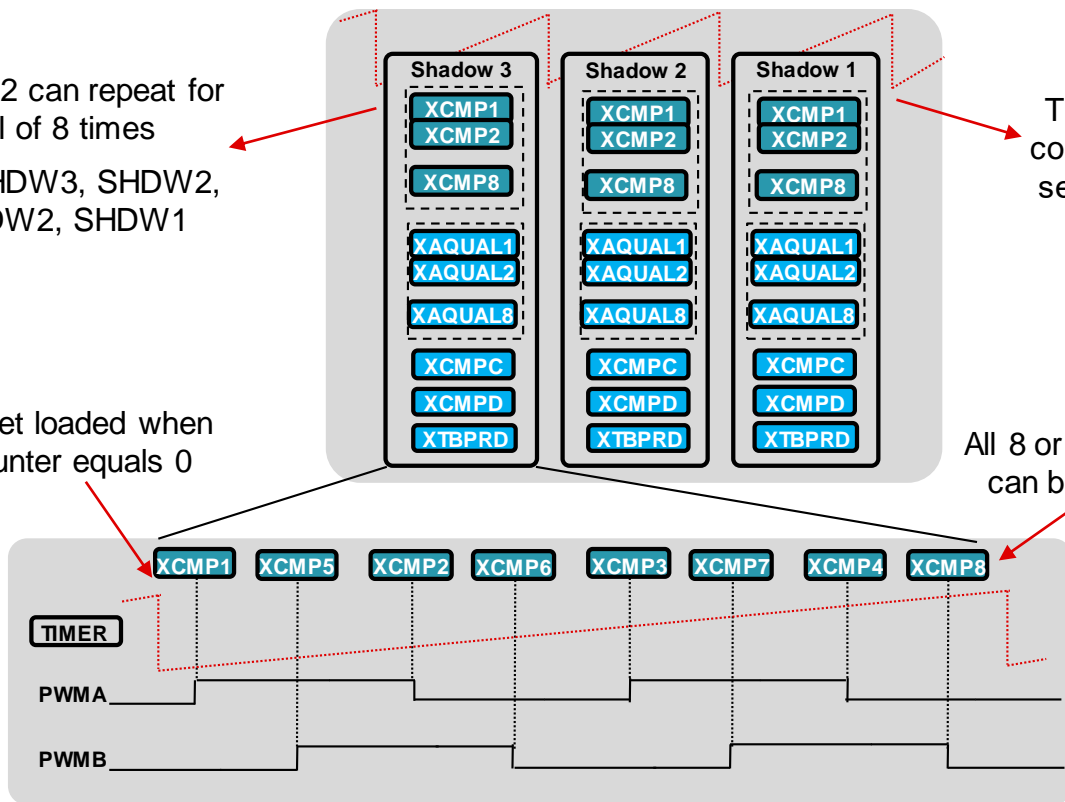 2 can repeat for
l of 8 times
HDW3, SHDW2,
DW2, SHDW1
Shadow 3
XCMP1
XCMP2
XCMP8
XAQUAL1
XAQUAL2
XAQUAL8
XCMPC
XCMPD
XTBPRD
Shadow 2
XCMP1
XCMP2
XCMP8
XAQUAL1
XAQUAL2
XAQUAL8
XCMPC
XCMPD
XTBPRD
Shadow 1
XCMP1
XCMP2
XCMP8
XAQUAL1
XAQUAL2
XAQUAL8
XCMPC
XCMPD
XTBPRD
T
co
se
et loaded when
unter equals 0
All 8 or
can b
XCMP1 XCMP5 XCMP2 XCMP6 XCMP3 XCMP7 XCMP4 XCMP8
TIMER
PWMA
PWMB